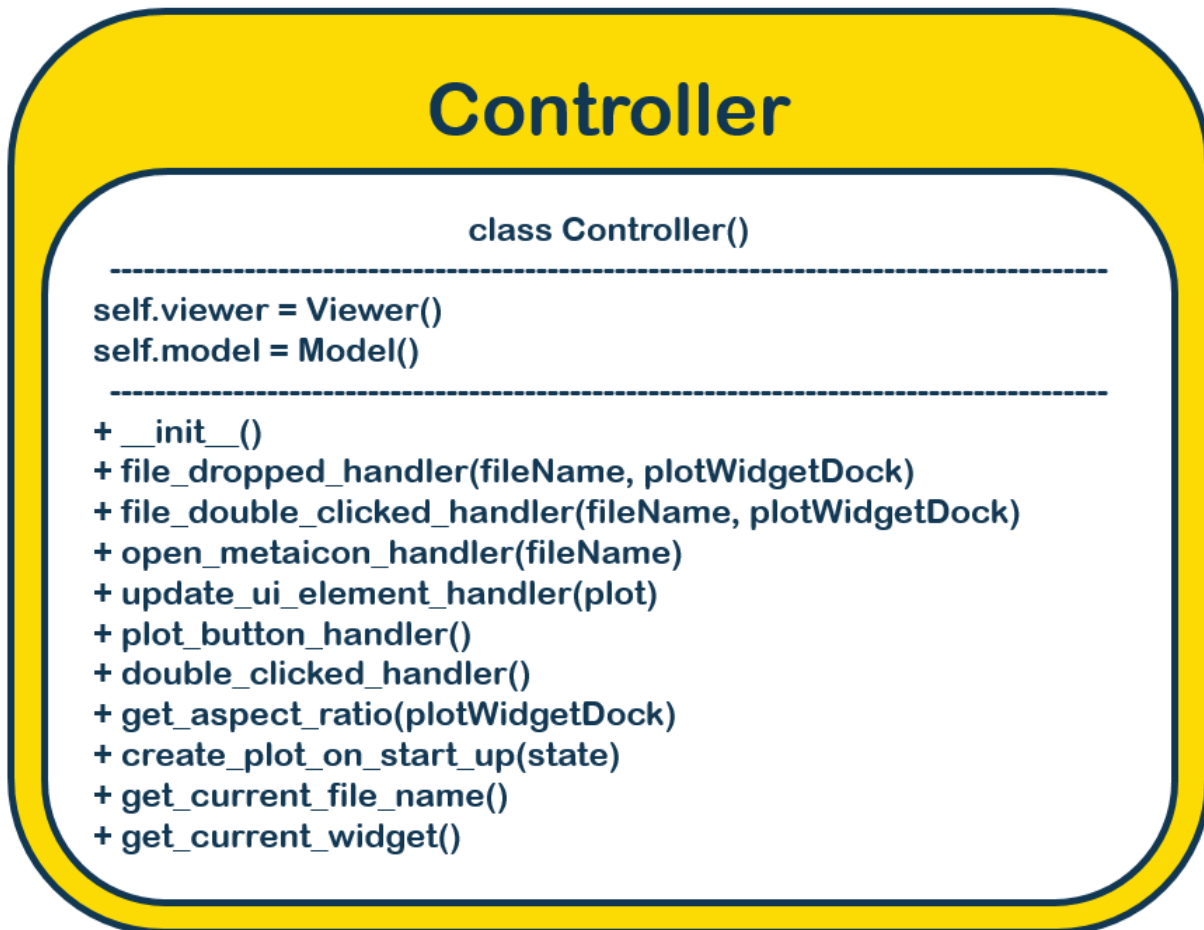 Controller
class Controller()
-----------------------------------------------------------------------------------------
self.viewer = Viewer()
self.model = Model()
-----------------------------------------------------------------------------------------
+ __init__()
+ file_dropped_handler(fileName, plotWidgetDock)
+ file_double_clicked_handler(fileName, plotWidgetDock)
+ open_metaicon_handler(fileName)
+ update_ui_element_handler(plot)
+ plot_button_handler()
+ double_clicked_handler()
+ get_aspect_ratio(plotWidgetDock)
+ create_plot_on_start_up(state)
+ get_current_file_name()
+ get_current_widget()